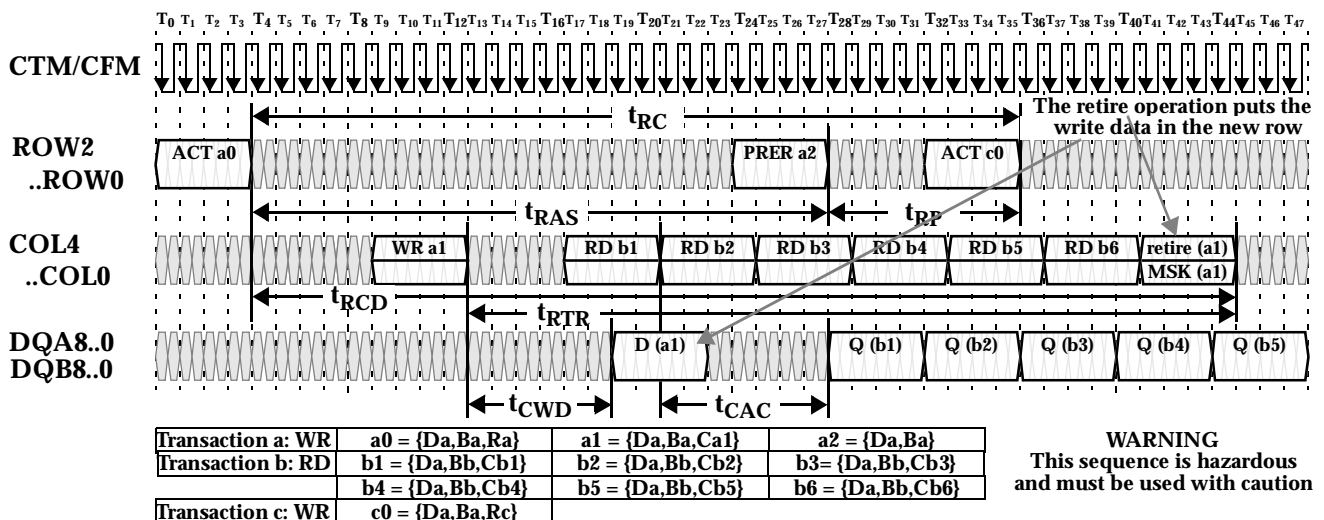 T0 T1 T2 T3 T4 T5 T6 T7 T8 T9 T10 T11 T12 T13 T14 T15 T16 T17 T18 T19 T20 T21 T22 T23 T24 T25 T26 T27 T28 T29 T30 T31 T32 T33 T34 T35 T36 T37 T38 T39 T40 T41 T42 T43 T44 T45 T46 T47
CTM/CFM
tRC
The retire operation puts the
write data in the new row
ROW2
..ROW0
ACT a0
PRER a2
ACT c0
tRAS
tRP
COL4
..COL0
WR a1
RD b1
RD b2
RD b3
RD b4
RD b5
RD b6
retire (a1)
MSK (a1)
tRCD
tRTR
DQA8..0
DQB8..0
D (a1)
Q (b1)
Q (b2)
Q (b3)
Q (b4)
Q (b5)
tCWD
tCAC
Transaction a: WR a0 = {Da,Ba,Ra} a1 = {Da,Ba,Ca1} a2 = {Da,Ba}
Transaction b: RD b1 = {Da,Bb,Cb1} b2 = {Da,Bb,Cb2} b3= {Da,Bb,Cb3}
b4 = {Da,Bb,Cb4} b5 = {Da,Bb,Cb5} b6 = {Da,Bb,Cb6}
Transaction c: WR c0 = {Da,Ba,Rc}
WARNING
This sequence is hazardous
and must be used with caution